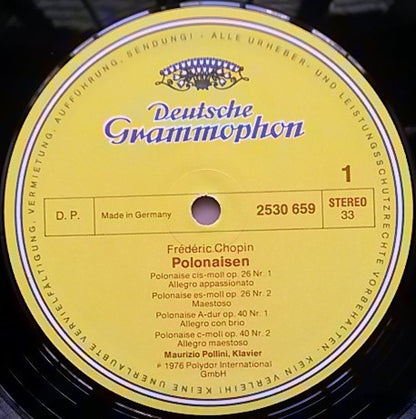 ALLE URHEBER- UND LEISTUNGSSCHUTZRECHTE VORBEHALTEN. KEIN VERLEIH! KEINE UNERLAUBTE VERVIELFÄLTIGUNG, VERMIETUNG, AUFFÜHRUNG, SENDUNG!
Deutsche
Grammophon
1
D. P.
Made in Germany
2530 659
STEREO
33
Frédéric Chopin
Polonaisen
Polonaise cis-moll op. 26 Nr. 1
Allegro appassionato
Polonaise es-moll op. 26 Nr. 2
Maestoso
Polonaise A-dur op. 40 Nr. 1
Allegro con brio
Polonaise c-moll op. 40 Nr. 2
Allegro maestoso
Maurizio Pollini, Klavier
℗ 1976 Polydor International
GmbH